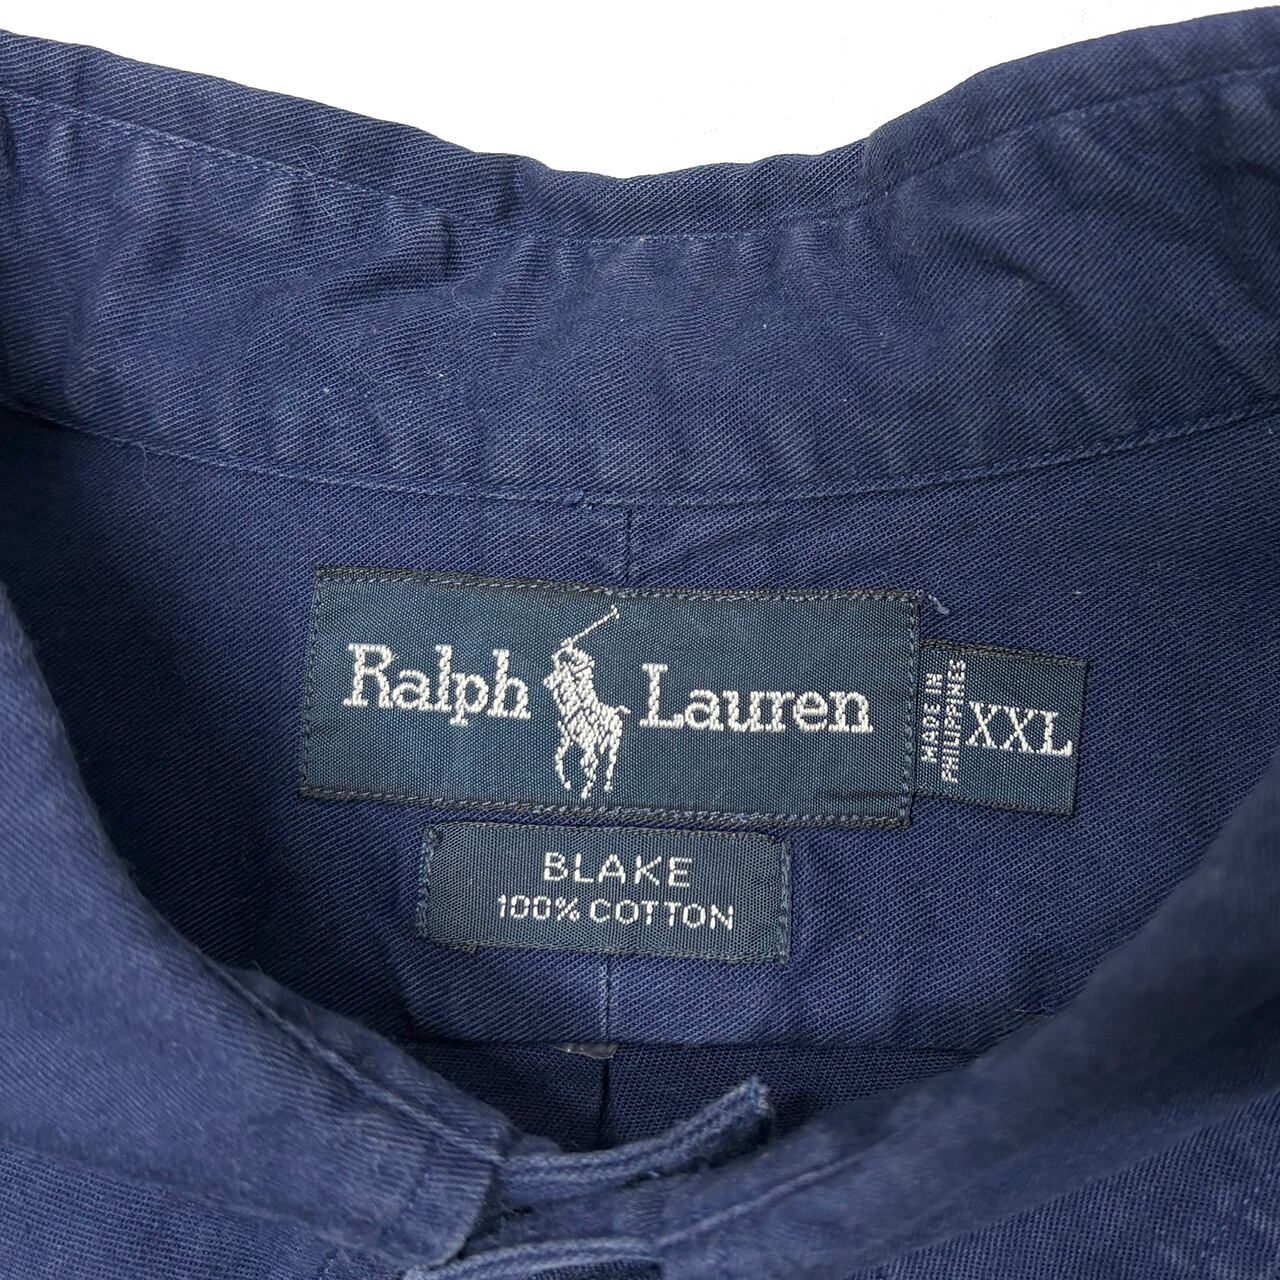 Ralph Lauren
MADE IN
PHILIPPINES
XXL
BLAKE
100% COTTON